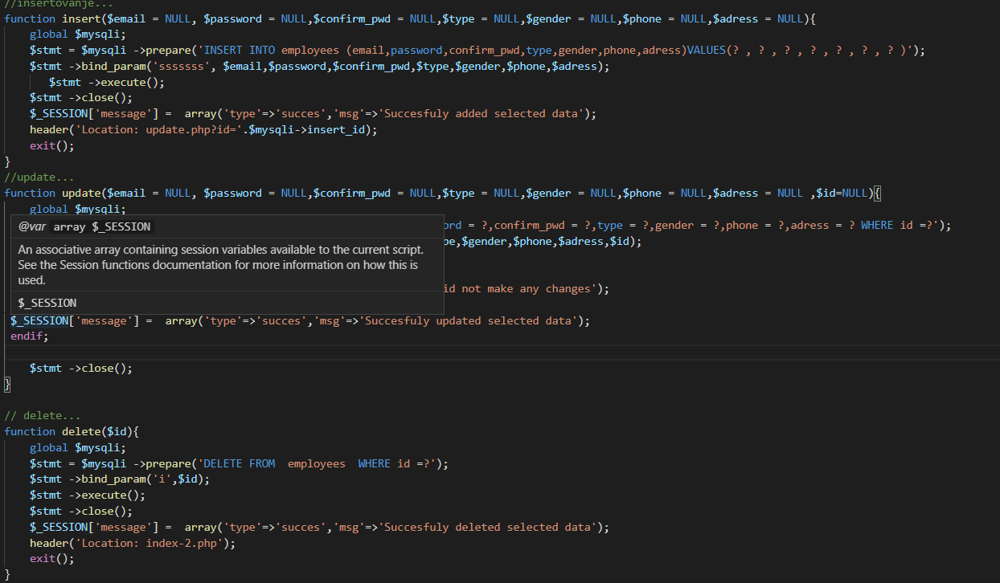 //insertovanje...
function insert($email = NULL, $password = NULL,$confirm_pwd = NULL,$type = NULL,$gender = NULL,$phone = NULL,$adress = NULL){
global $mysqli;
$stmt = $mysqli ->prepare('INSERT INTO employees (email,password,confirm_pwd,type,gender,phone,adress)VALUES(? , ? , ? , ? , ? , ? , ? )');
$stmt ->bind_param('sssssss', $email,$password,$confirm_pwd,$type,$gender,$phone,$adress);
$stmt ->execute();
$stmt ->close();
$_SESSION['message'] =  array('type'=>'succes','msg'=>'Succesfuly added selected data');
header('Location: update.php?id='.$mysqli->insert_id);
exit();
}
//update...
function update($email = NULL, $password = NULL,$confirm_pwd = NULL,$type = NULL,$gender = NULL,$phone = NULL,$adress = NULL ,$id=NULL){
global $mysqli;
@var array $_SESSION
ord = ?,confirm_pwd = ?,type = ?,gender = ?,phone = ?,adress = ? WHERE id =?');
pe,$gender,$phone,$adress,$id);
An associative array containing session variables available to the current script.
See the Session functions documentation for more information on how this is
used.
id not make any changes');
$_SESSION
$_SESSION['message'] =  array('type'=>'succes','msg'=>'Succesfuly updated selected data');
endif;
$stmt ->close();
}
// delete...
function delete($id){
global $mysqli;
$stmt = $mysqli ->prepare('DELETE FROM  employees  WHERE id =?');
$stmt ->bind_param('i',$id);
$stmt ->execute();
$stmt ->close();
$_SESSION['message'] =  array('type'=>'succes','msg'=>'Succesfuly deleted selected data');
header('Location: index-2.php');
exit();
}